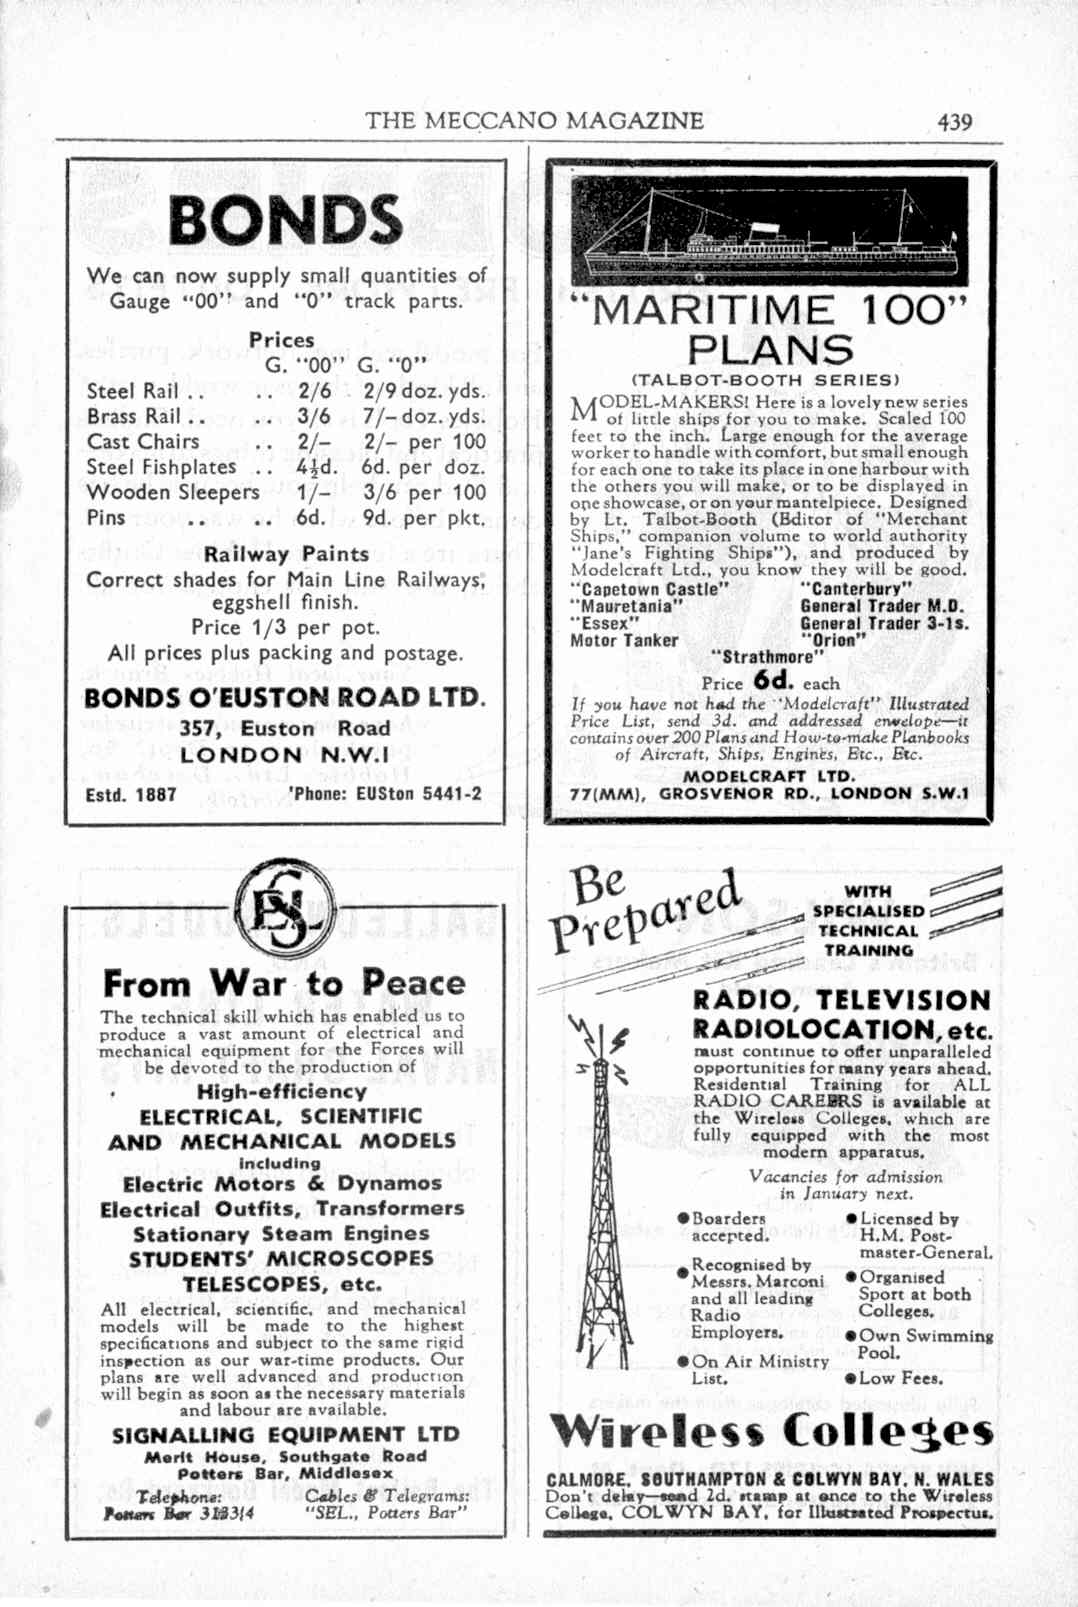 THE MECCANO MAGAZINE
439
BONDS
We can now supply small quantities of
Gauge "00" and "0" track parts.
Prices
G. "00" G. "0"
Steel Rail .. .. 2/6 2/9 doz. yds.
Brass Rail .. .. 3/6 7/- doz. yds.
Cast Chairs .. 2/- 2/- per 100
Steel Fishplates .. 4½d. 6d. per doz.
Wooden Sleepers 1/- 3/6 per 100
Pins .. .. 6d. 9d. per pkt.
Railway Paints
Correct shades for Main Line Railways,
eggshell finish.
Price 1/3 per pot.
All prices plus packing and postage.
BONDS O'EUSTON ROAD LTD.
357, Euston Road
LONDON N.W.1
Estd. 1887 'Phone: EUSton 5441-2
"MARITIME 100"
PLANS
(TALBOT-BOOTH SERIES)
MODEL-MAKERS! Here is a lovely new series
of little ships for you to make. Scaled 100
feet to the inch. Large enough for the average
worker to handle with comfort, but small enough
for each one to take its place in one harbour with
the others you will make, or to be displayed in
one showcase, or on your mantelpiece. Designed
by Lt. Talbot-Booth (Editor of "Merchant
Ships," companion volume to world authority
"Jane's Fighting Ships"), and produced by
Modelcraft Ltd., you know they will be good.
"Capetown Castle" "Canterbury"
"Mauretania" General Trader M.D.
"Essex" General Trader 3-1s.
Motor Tanker "Orion"
"Strathmore"
Price 6d. each
If you have not had the "Modelcraft" Illustrated
Price List, send 3d. and addressed envelope—it
contains over 200 Plans and How-to-make Planbooks
of Aircraft, Ships, Engines, Etc., Etc.
MODELCRAFT LTD.
77(MM), GROSVENOR RD., LONDON S.W.1
SEL
From War to Peace
The technical skill which has enabled us to
produce a vast amount of electrical and
mechanical equipment for the Forces will
be devoted to the production of
High-efficiency
ELECTRICAL, SCIENTIFIC
AND MECHANICAL MODELS
including
Electric Motors & Dynamos
Electrical Outfits, Transformers
Stationary Steam Engines
STUDENTS' MICROSCOPES
TELESCOPES, etc.
All electrical, scientific, and mechanical
models will be made to the highest
specifications and subject to the same rigid
inspection as our war-time products. Our
plans are well advanced and production
will begin as soon as the necessary materials
and labour are available.
SIGNALLING EQUIPMENT LTD
Merit House, Southgate Road
Potters Bar, Middlesex
Telephone: Cables & Telegrams:
Potters Bar "SEL., Potters Bar"
Be
Prepared
WITH
SPECIALISED
TECHNICAL
TRAINING
RADIO, TELEVISION
RADIOLOCATION, etc.
must continue to offer unparalleled
opportunities for many years ahead.
Residential Training for ALL
RADIO CAREERS is available at
the Wireless Colleges, which are
fully equipped with the most
modern apparatus.
Vacancies for admission
in January next.
● Boarders
accepted.
● Recognised by
Messrs. Marconi
and all leading
Radio
Employers.
● On Air Ministry
List.
● Licensed by
H.M. Post-
master-General.
● Organised
Sport at both
Colleges.
● Own Swimming
Pool.
● Low Fees.
Wireless Colleges
CALMORE, SOUTHAMPTON & COLWYN BAY, N. WALES
Don't delay—send 2d. stamp at once to the Wireless
College, COLWYN BAY, for Illustrated Prospectus.